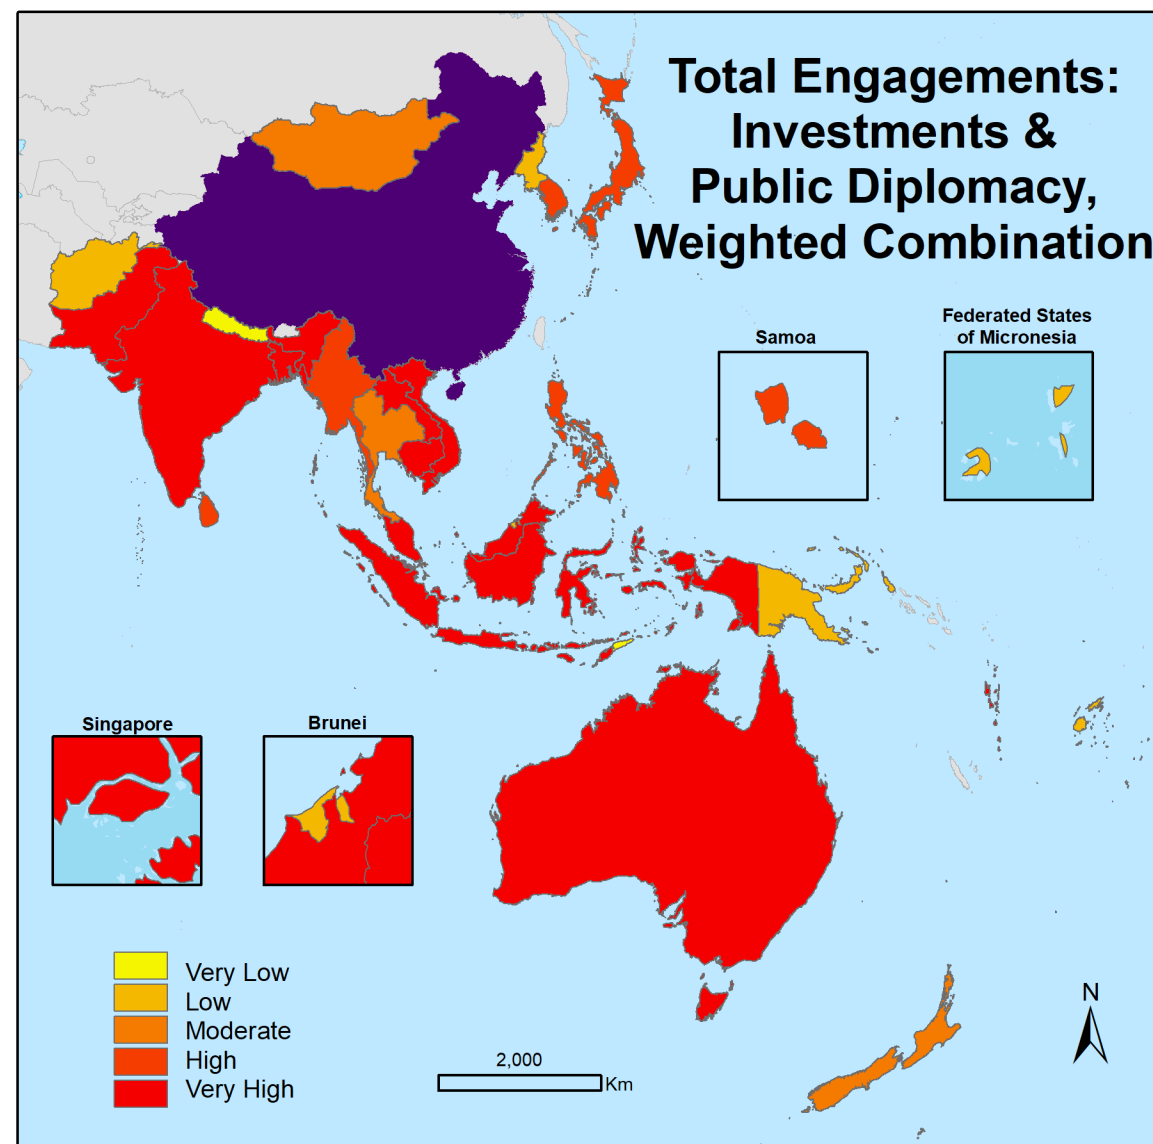 Total Engagements:
Investments &
Public Diplomacy,
Weighted Combination
Samoa
Federated States
of Micronesia
Singapore
Brunei
Very Low
Low
Moderate
High
Very High
2,000
Km
N